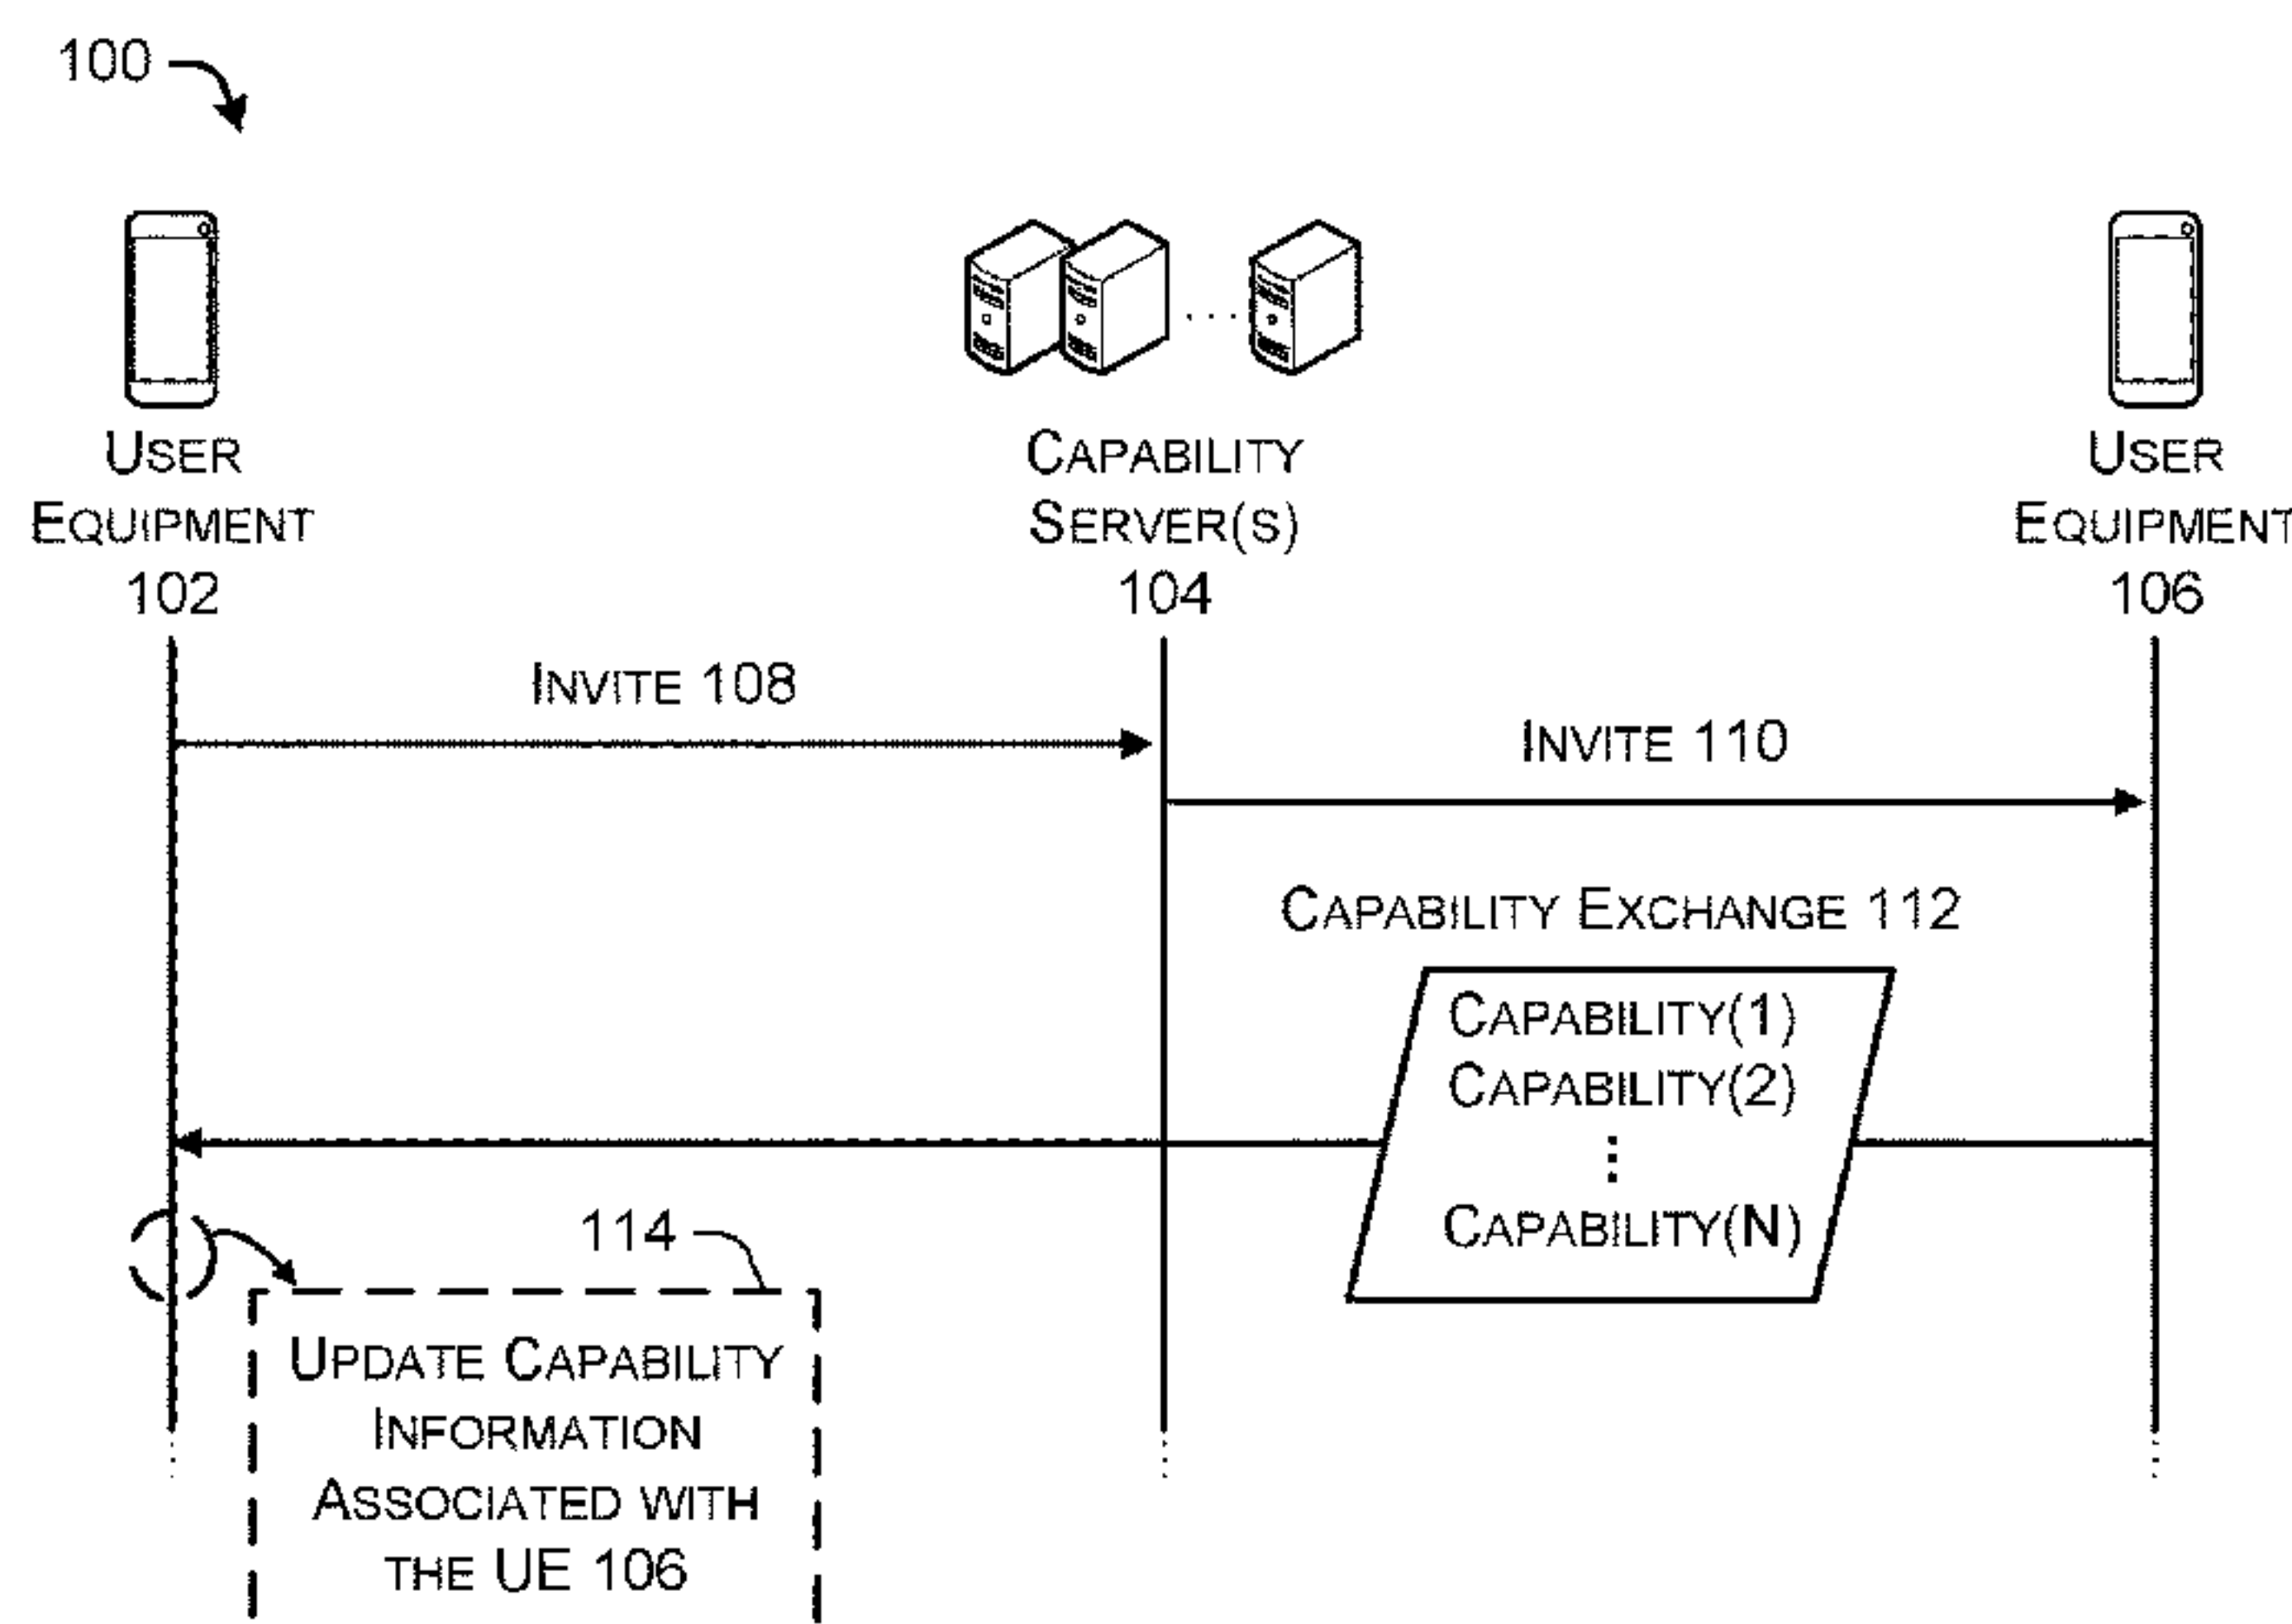 100
USER
EQUIPMENT
102
CAPABILITY
SERVER(S)
104
USER
EQUIPMENT
106
INVITE 108
INVITE 110
CAPABILITY EXCHANGE 112
CAPABILITY(1)
CAPABILITY(2)
⋮
CAPABILITY(N)
114
UPDATE CAPABILITY
INFORMATION
ASSOCIATED WITH
THE UE 106